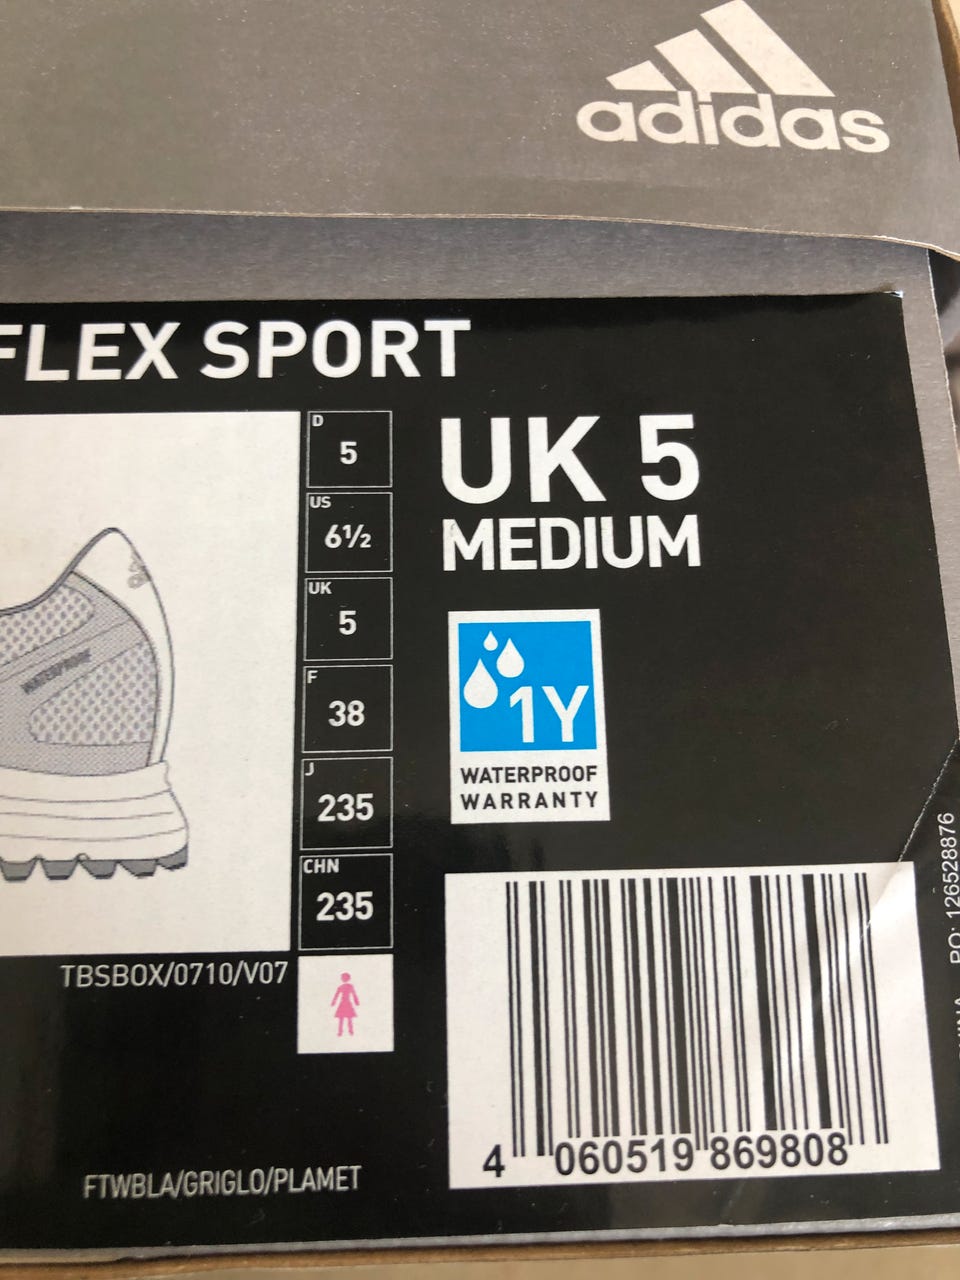 adidas
FLEX SPORT
D
5
US
6½
UK
5
F
38
J
235
CHN
235
UK 5
MEDIUM
1Y
WATERPROOF
WARRANTY
TBSBOX/0710/V07
FTWBLA/GRIGLO/PLAMET
4 060519 869808
PO: 126528876